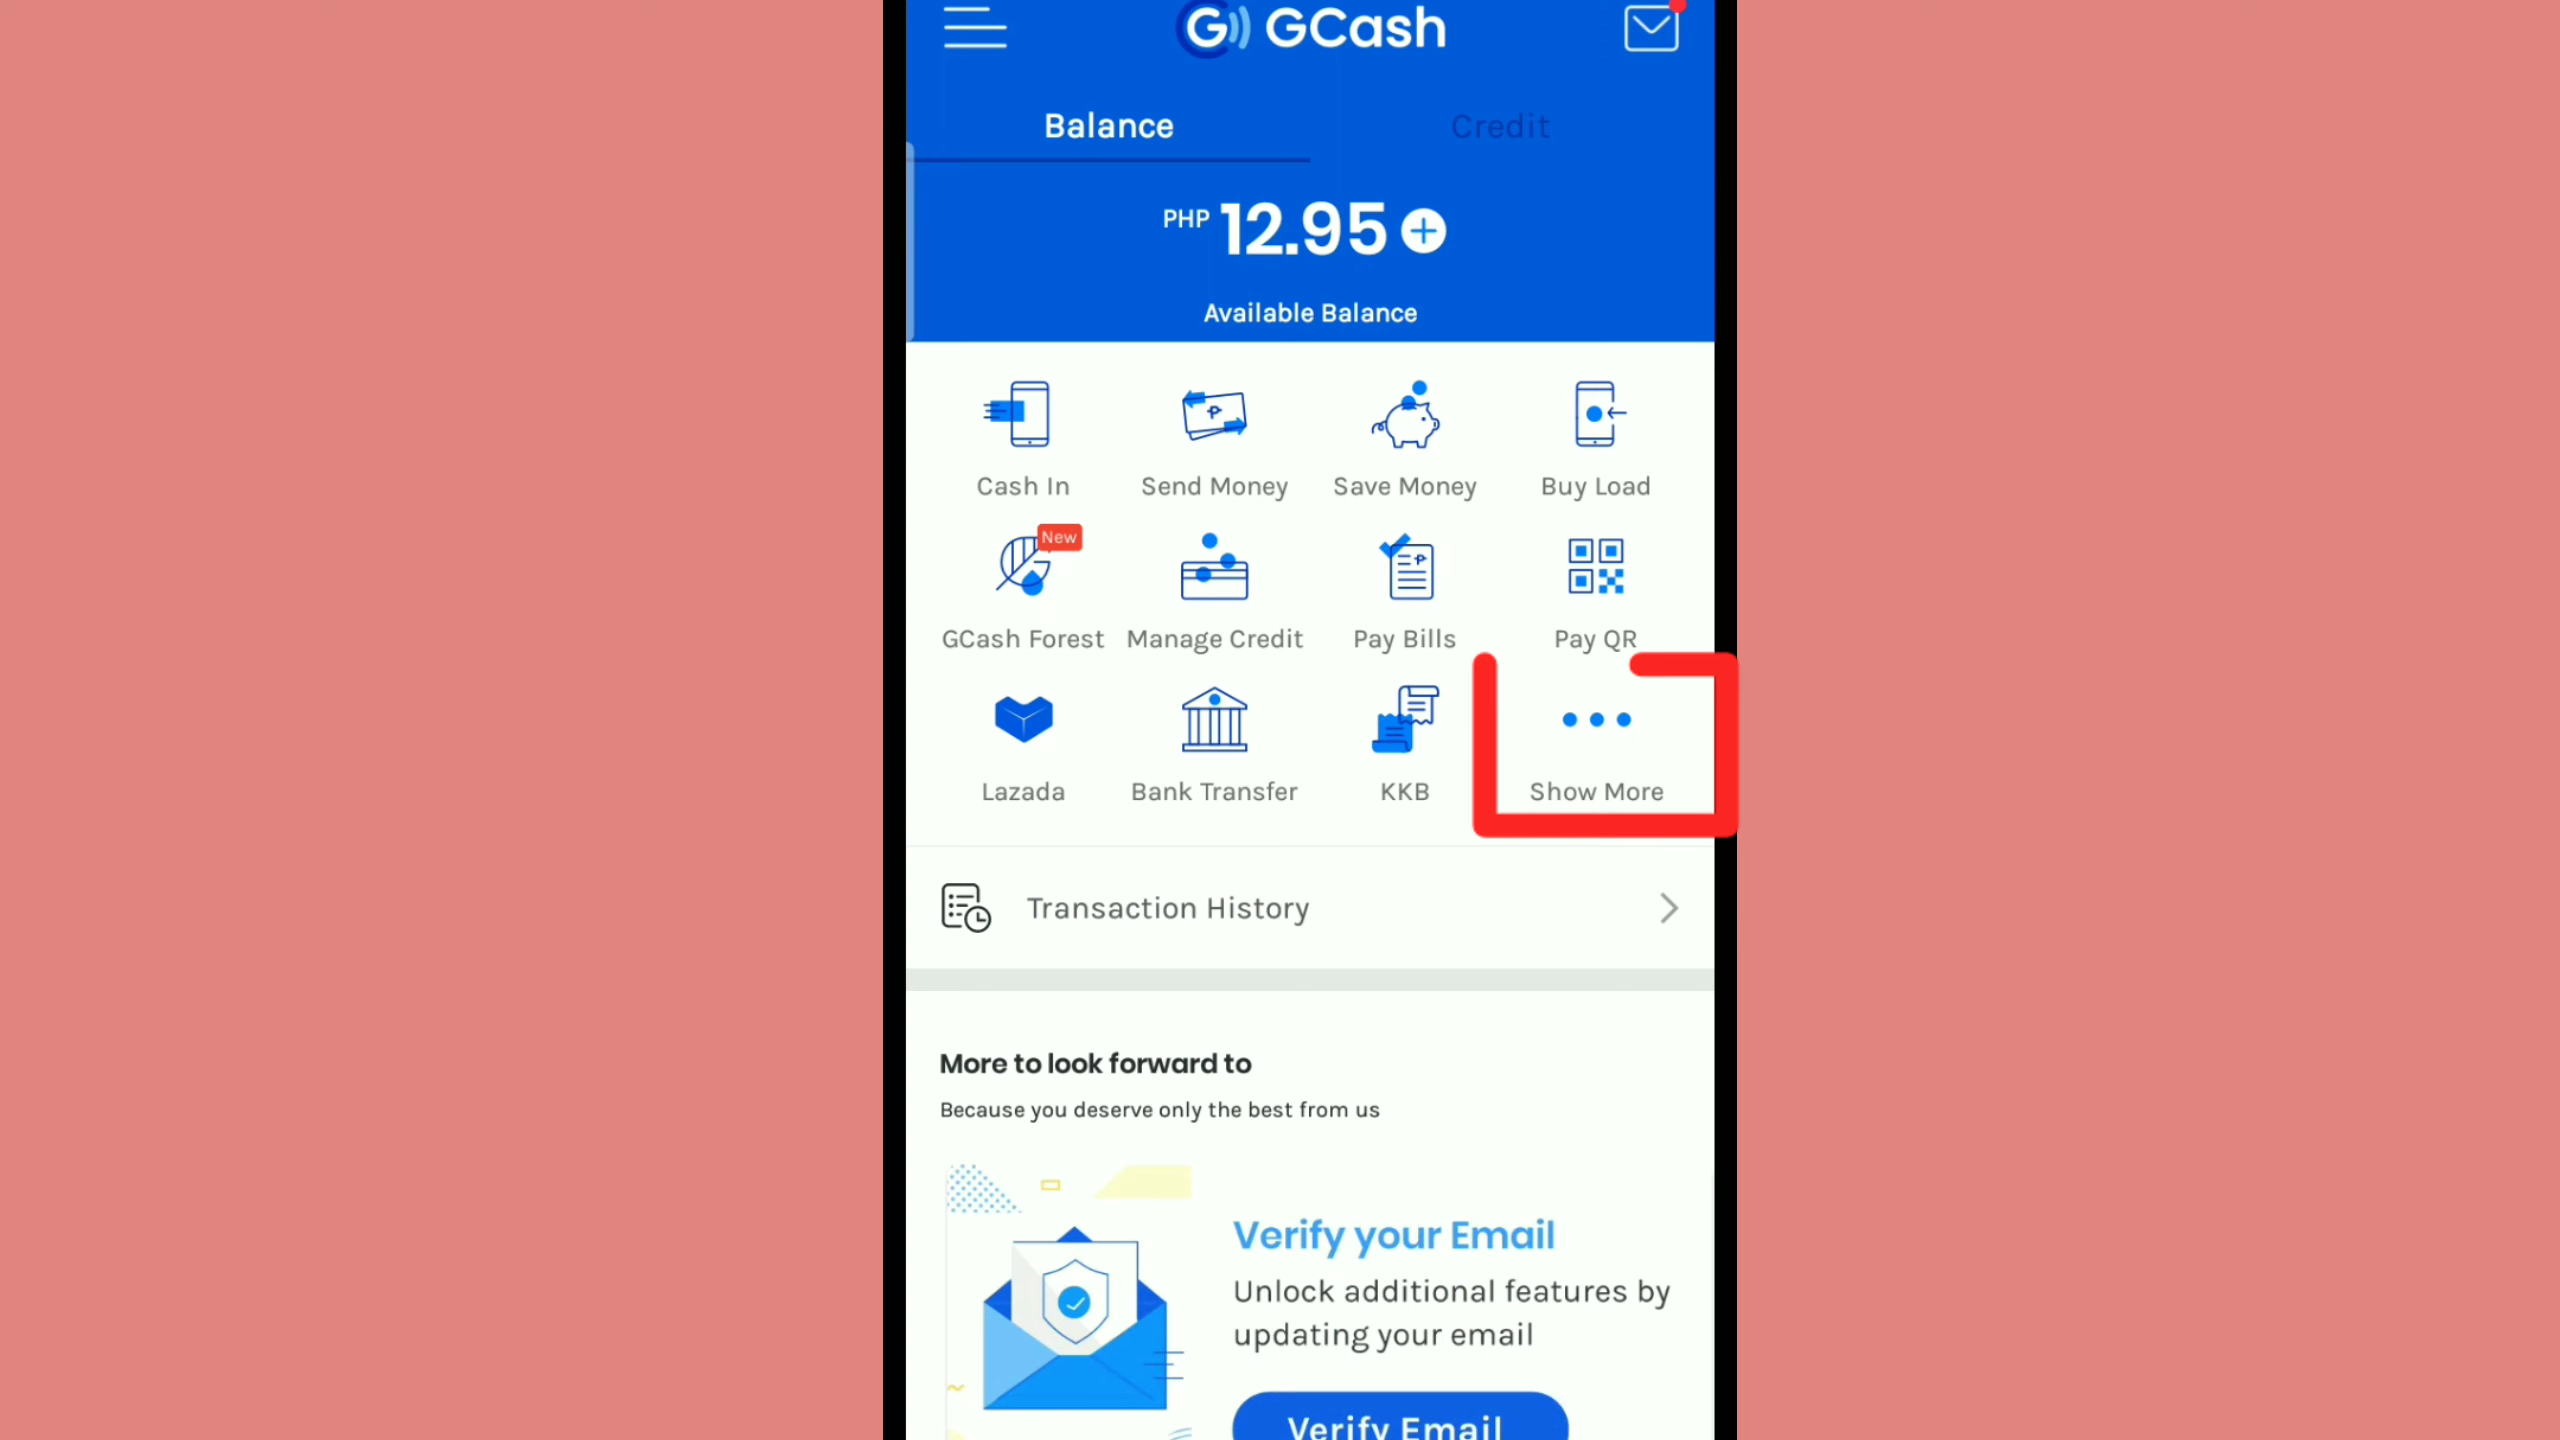 G GCash
Balance Credit
PHP 12.95
Available Balance
Cash In Send Money Save Money Buy Load
New
GCash Forest Manage Credit Pay Bills Pay QR
Lazada Bank Transfer KKB Show More
Transaction History
More to look forward to
Because you deserve only the best from us
Verify your Email
Unlock additional features by
updating your email
Verify Email